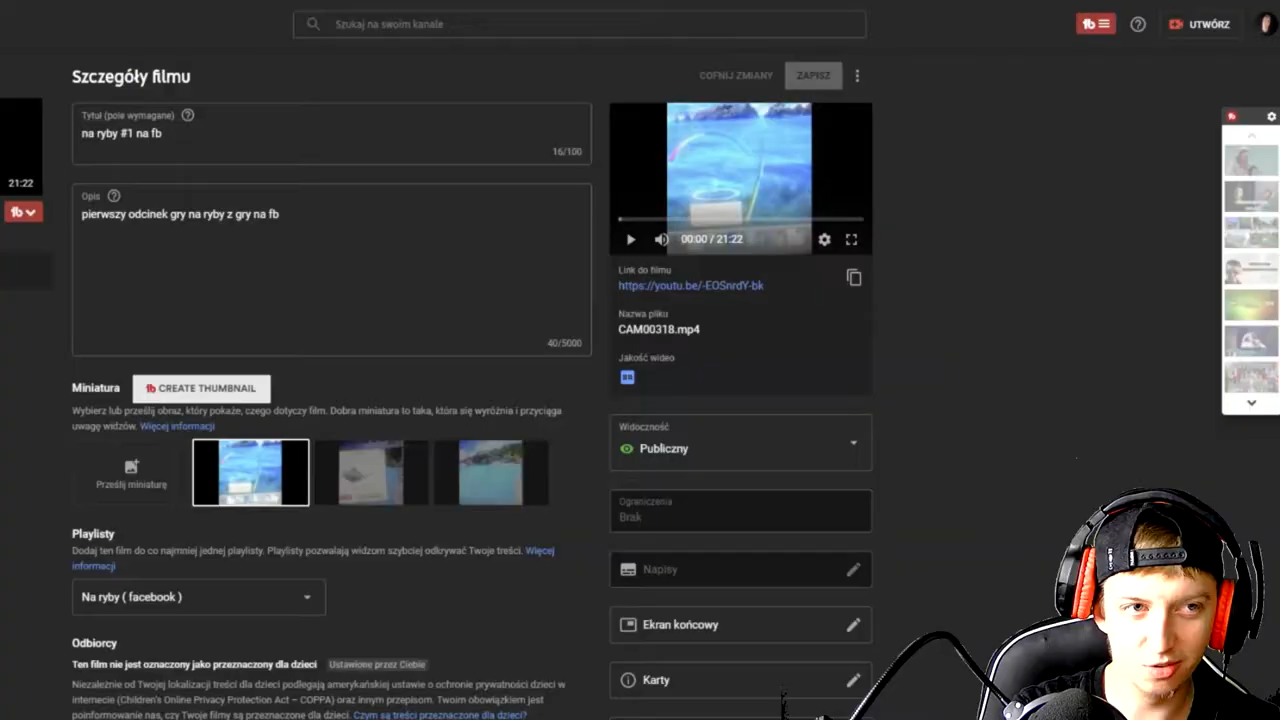 Szukaj na swoim kanale
UTWÓRZ
Szczegóły filmu
COFNIJ ZMIANY
ZAPISZ
Tytuł (pole wymagane)
na ryby #1 na fb
16/100
21:22
Opis
pierwszy odcinek gry na ryby z gry na fb
40/5000
00:00 / 21:22
Link do filmu
https://youtu.be/-EOSnrdY-bk
Nazwa pliku
CAM00318.mp4
Jakość wideo
Miniatura
CREATE THUMBNAIL
Wybierz lub prześlij obraz, który pokaże, czego dotyczy film. Dobra miniatura to taka, która się wyróżnia i przyciąga
uwagę widzów. Więcej informacji
Prześlij miniaturę
Widoczność
Publiczny
Ograniczenia
Brak
Playlisty
Dodaj ten film do co najmniej jednej playlisty. Playlisty pozwalają widzom szybciej odkrywać Twoje treści. Więcej
informacji
Na ryby ( facebook )
Napisy
Ekran końcowy
Karty
Odbiorcy
Ten film nie jest oznaczony jako przeznaczony dla dzieci
Ustawione przez Ciebie
Niezależnie od Twojej lokalizacji treści dla dzieci podlegają amerykańskiej ustawie o ochronie prywatności dzieci w
internecie (Children's Online Privacy Protection Act – COPPA) oraz innym przepisom. Twoim obowiązkiem jest
poinformowanie nas, czy Twoje filmy są przeznaczone dla dzieci. Czym są treści przeznaczone dla dzieci?